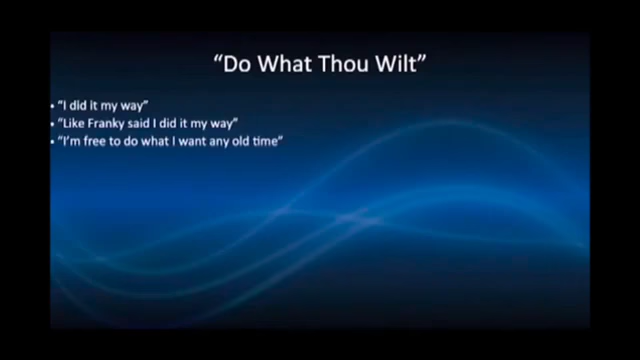 “Do What Thou Wilt”
• “I did it my way”
• “Like Franky said I did it my way”
• “I’m free to do what I want any old time”